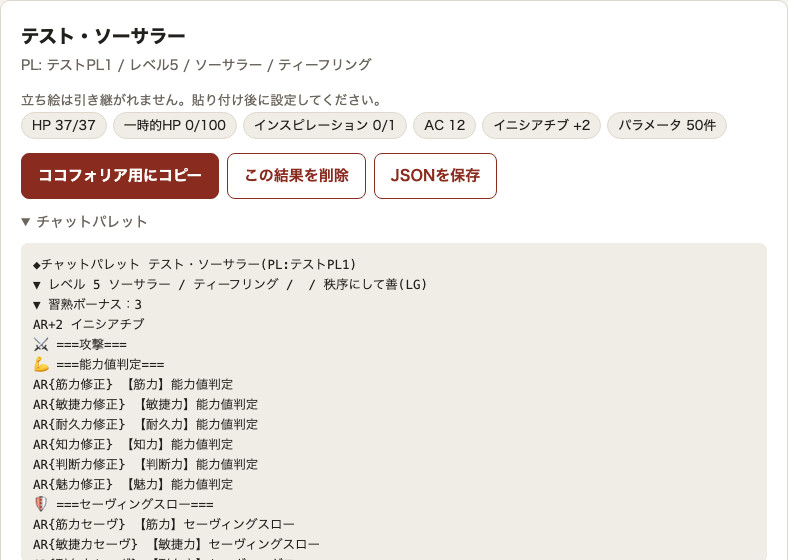 テスト・ソーサラー
PL: テストPL1 / レベル5 / ソーサラー / ティーフリング
立ち絵は引き継がれません。貼り付け後に設定してください。
HP 37/37 一時的HP 0/100 インスピレーション 0/1 AC 12 イニシアチブ +2 パラメータ 50件
ココフォリア用にコピー この結果を削除 JSONを保存
▼ チャットパレット
◆チャットパレット テスト・ソーサラー(PL:テストPL1)
▼ レベル 5 ソーサラー / ティーフリング /  / 秩序にして善(LG)
▼ 習熟ボーナス：3
AR+2 イニシアチブ
⚔️ ===攻撃===
💪 ===能力値判定===
AR{筋力修正} 【筋力】能力値判定
AR{敏捷力修正} 【敏捷力】能力値判定
AR{耐久力修正} 【耐久力】能力値判定
AR{知力修正} 【知力】能力値判定
AR{判断力修正} 【判断力】能力値判定
AR{魅力修正} 【魅力】能力値判定
🛡️ ===セーヴィングスロー===
AR{筋力セーヴ} 【筋力】セーヴィングスロー
AR{敏捷力セーヴ} 【敏捷力】セーヴィングスロー